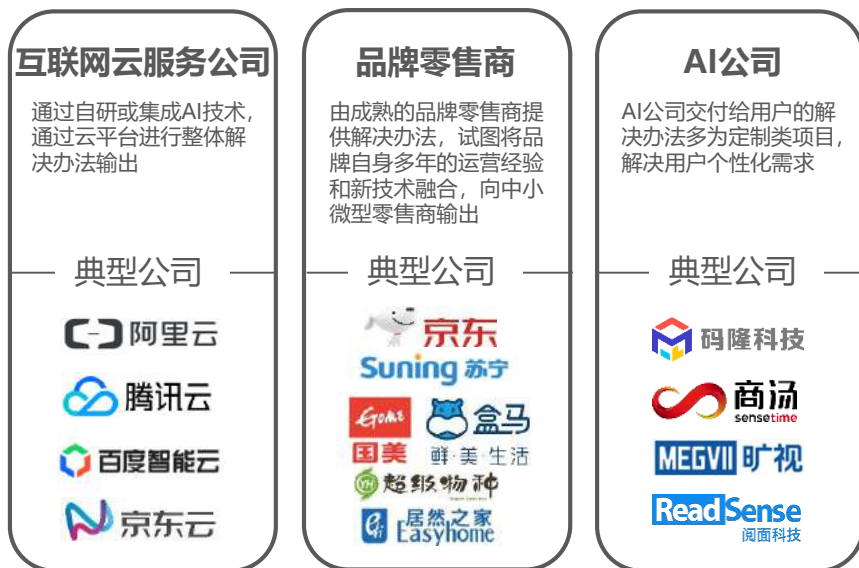 互联网云服务公司
通过自研或集成AI技术，
通过云平台进行整体解
决办法输出
典型公司
阿里云
腾讯云
百度智能云
京东云
品牌零售商
由成熟的品牌零售商提
供解决办法，试图将品
牌自身多年的运营经验
和新技术融合，向中小
微型零售商输出
典型公司
京东
Suning 苏宁
GOME
国美
盒马
鲜·美·生活
YH 超级物种
居然之家
Easyhome
AI公司
AI公司交付给用户的解
决办法多为定制类项目，
解决用户个性化需求
典型公司
码隆科技
商汤
sensetime
MEGVII 旷视
ReadSense
阅面科技